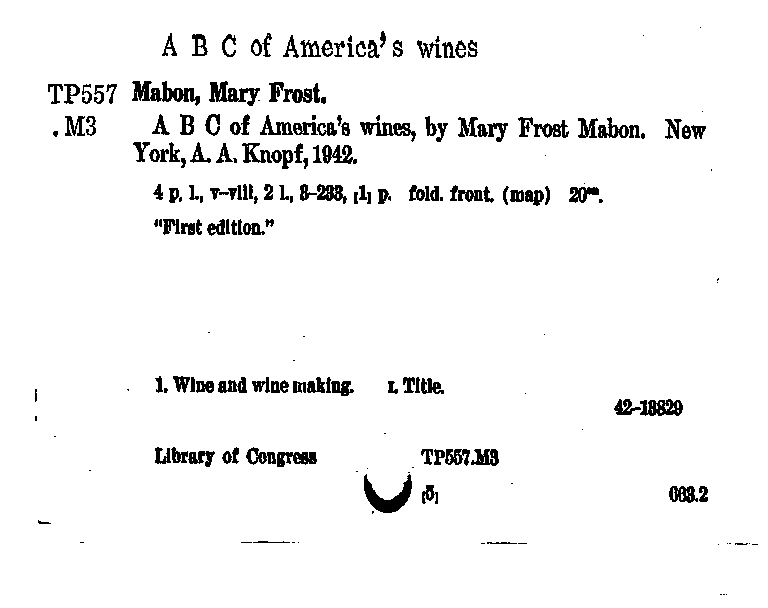 A B C of America's wines
TP557 Mabon, Mary Frost.
.M3 A B C of America's wines, by Mary Frost Mabon. New
York, A. A. Knopf, 1942.
4 p. l., v-viii, 2 l., 3-233, [1] p. fold. front. (map) 20cm.
"First edition."
1. Wine and wine making. I. Title.
42-13829
Library of Congress TP557.M3
[5] 663.2